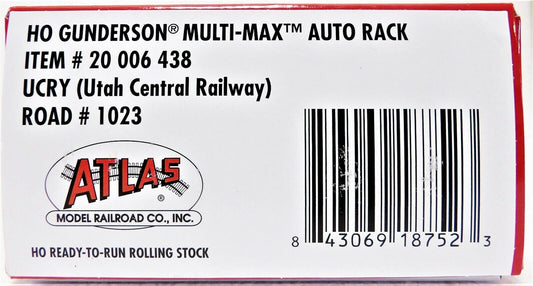 HO GUNDERSON® MULTI-MAX™ AUTO RACK
ITEM # 20 006 438
UCRY (Utah Central Railway)
ROAD # 1023
ATLAS ®
MODEL RAILROAD CO., INC.
HO READY-TO-RUN ROLLING STOCK
8 43069 18752 3